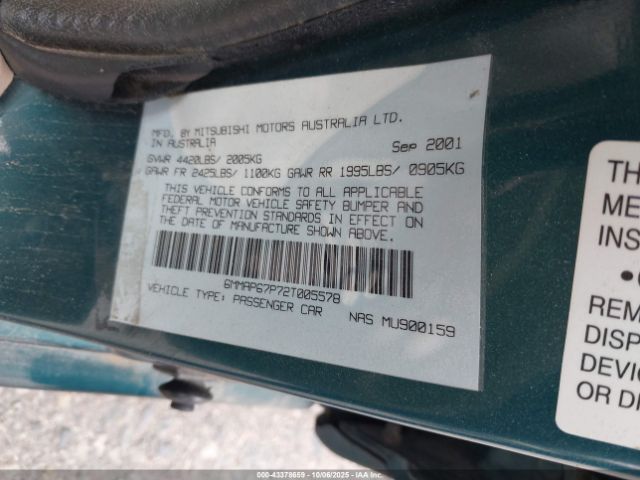 MFD. BY MITSUBISHI MOTORS AUSTRALIA LTD.
IN AUSTRALIA Sep 2001
GVWR 4420LBS/ 2005KG
GAWR FR 2425LBS/ 1100KG GAWR RR 1995LBS/ 0905KG
THIS VEHICLE CONFORMS TO ALL APPLICABLE
FEDERAL MOTOR VEHICLE SAFETY BUMPER AND
THEFT PREVENTION STANDARDS IN EFFECT ON
THE DATE OF MANUFACTURE SHOWN ABOVE.
6MMAP67P72T005578
VEHICLE TYPE: PASSENGER CAR NAS MU900159
TH
ME
INS
•
REM
DISP
DEVIC
OR D
000-43378659 | 10/06/2025 - IAA Inc.